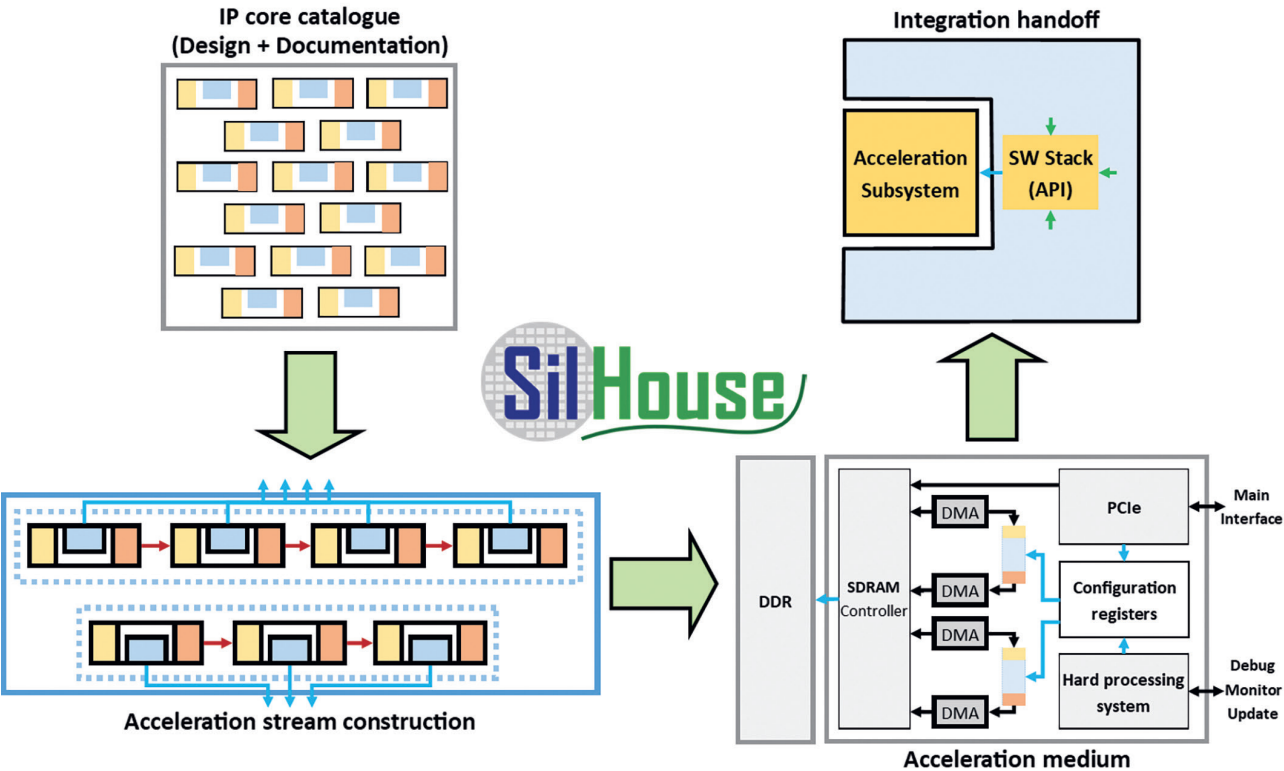 IP core catalogue
(Design + Documentation)
Integration handoff
Acceleration
Subsystem
SW Stack
(API)
SilHouse
Acceleration stream construction
DDR
SDRAM
Controller
DMA
DMA
DMA
DMA
PCIe
Configuration
registers
Hard processing
system
Main
Interface
Debug
Monitor
Update
Acceleration medium